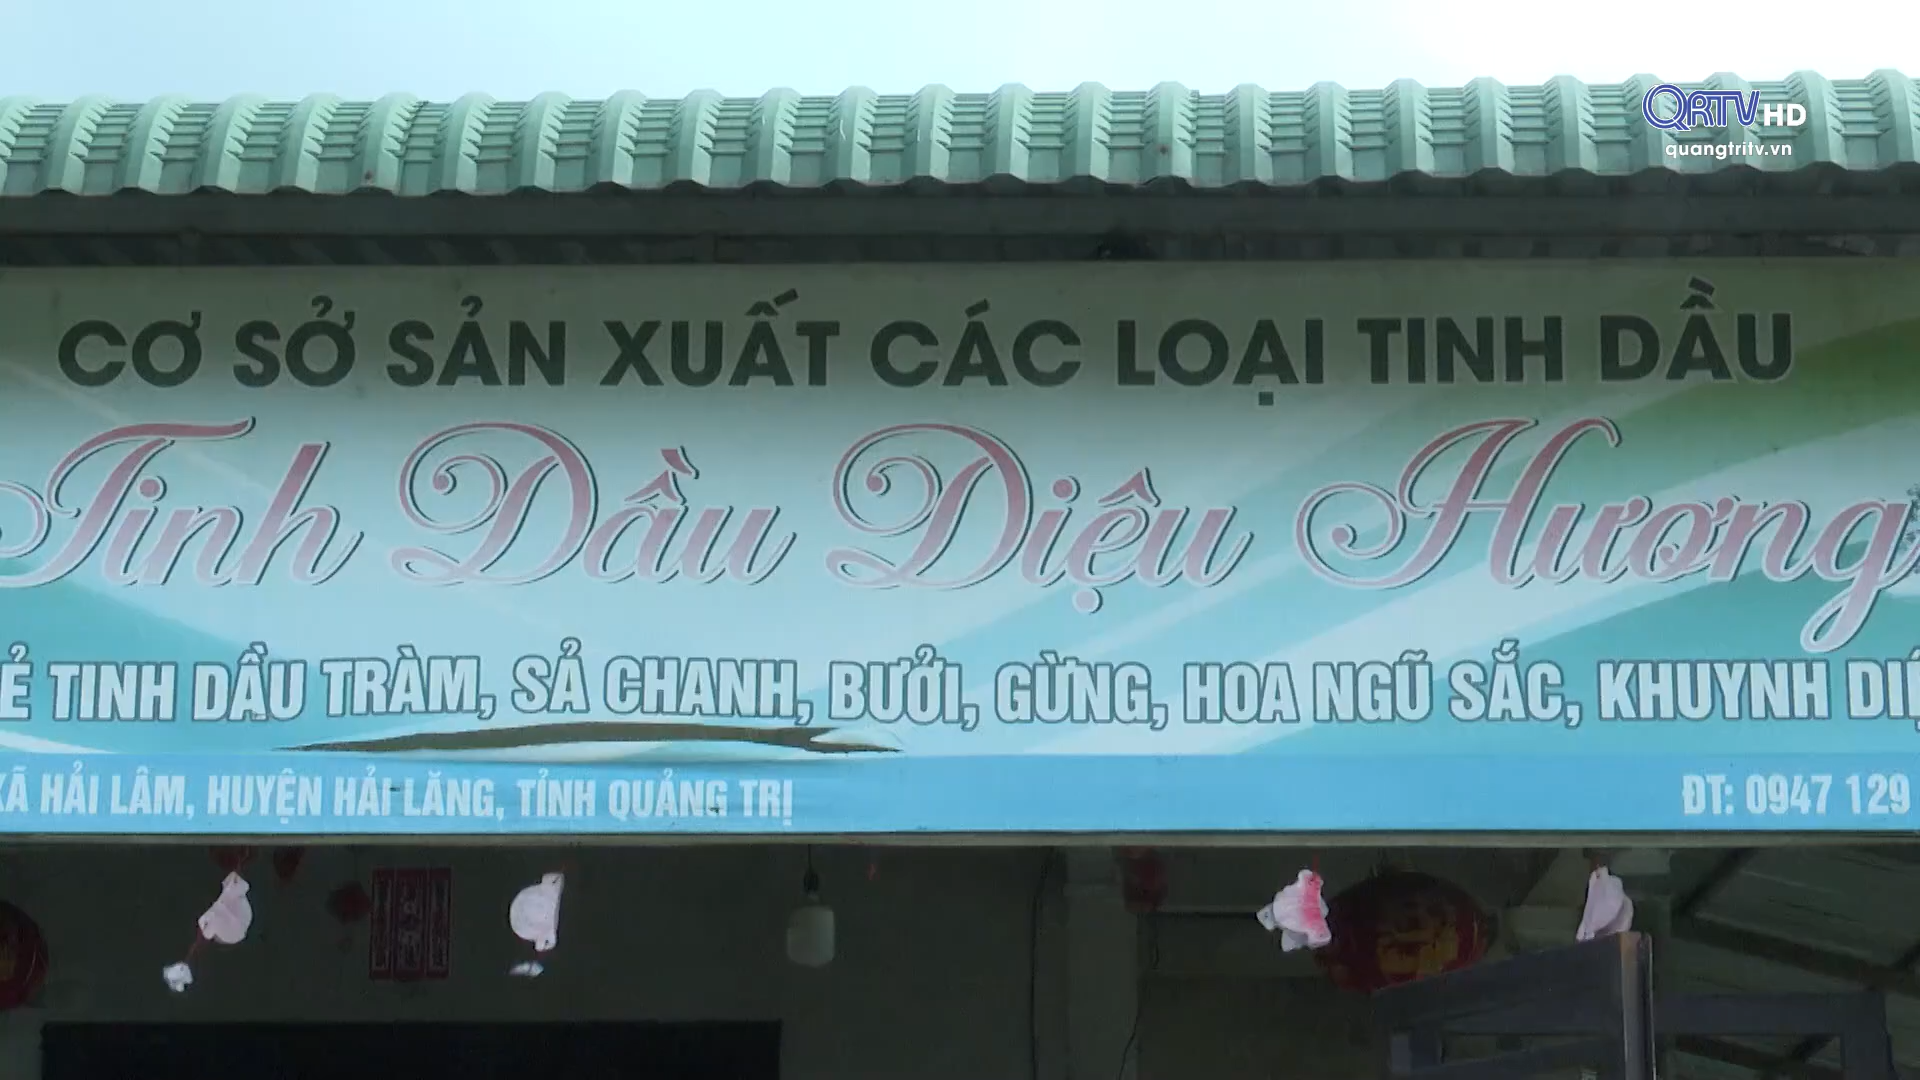 QRTV HD
quangtritv.vn
CƠ SỞ SẢN XUẤT CÁC LOẠI TINH DẦU
Tinh Dầu Diệu Hương
TINH DẦU TRÀM, SẢ CHANH, BƯỞI, GỪNG, HOA NGŨ SẮC, KHUYNH
XÃ HẢI LÂM, HUYỆN HẢI LĂNG, TỈNH QUẢNG TRỊ
ĐT: 0947 129